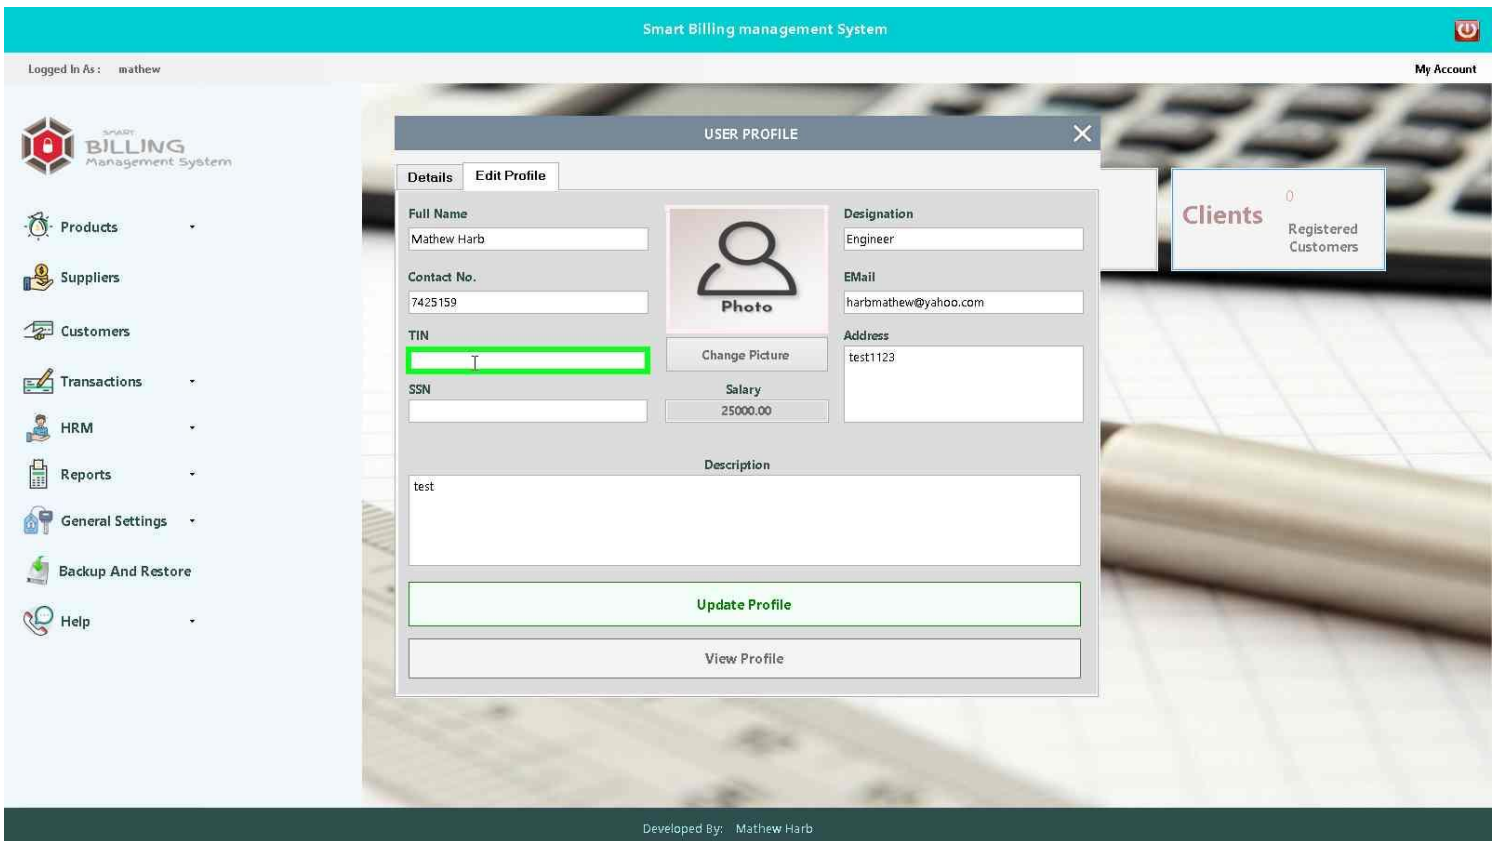 Smart Billing management System
Logged In As :    mathew
My Account
SMART
BILLING
Management System
Products
Suppliers
Customers
Transactions
HRM
Reports
General Settings
Backup And Restore
Help
USER PROFILE
Details
Edit Profile
Full Name
Mathew Harb
Contact No.
7425159
TIN
SSN
Photo
Change Picture
Salary
25000.00
Designation
Engineer
EMail
harbmathew@yahoo.com
Address
test1123
Description
test
Update Profile
View Profile
Clients
0
Registered
Customers
Developed By:   Mathew Harb